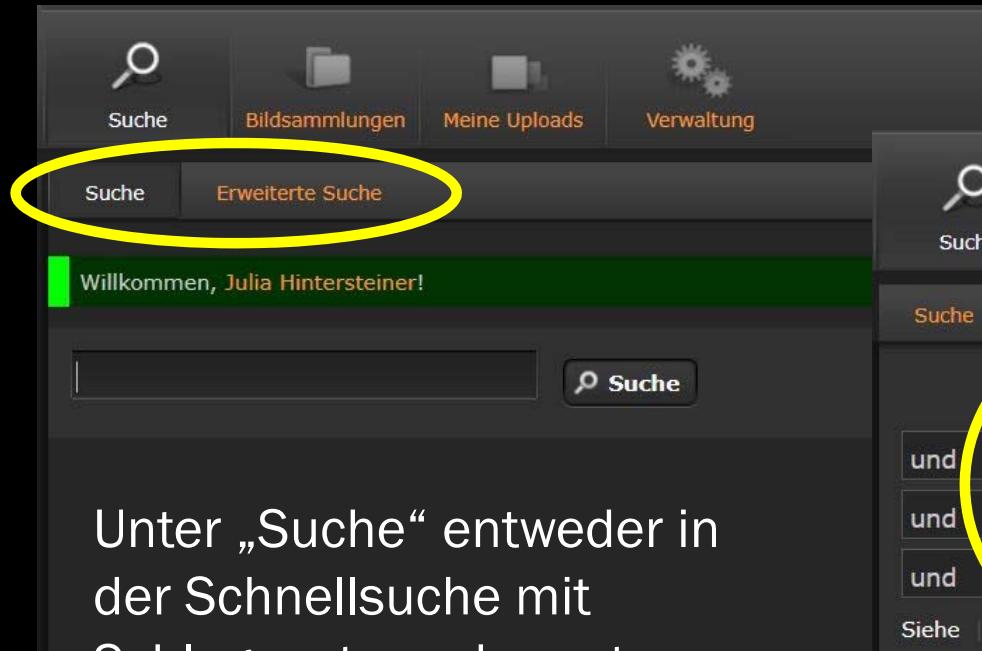 Suche Bildsammlungen Meine Uploads Verwaltung
Suche Erweiterte Suche
Willkommen, Julia Hintersteiner!
Suche
Unter „Suche“ entweder in
der Schnellsuche mit
Suche
und
und
und
Siehe